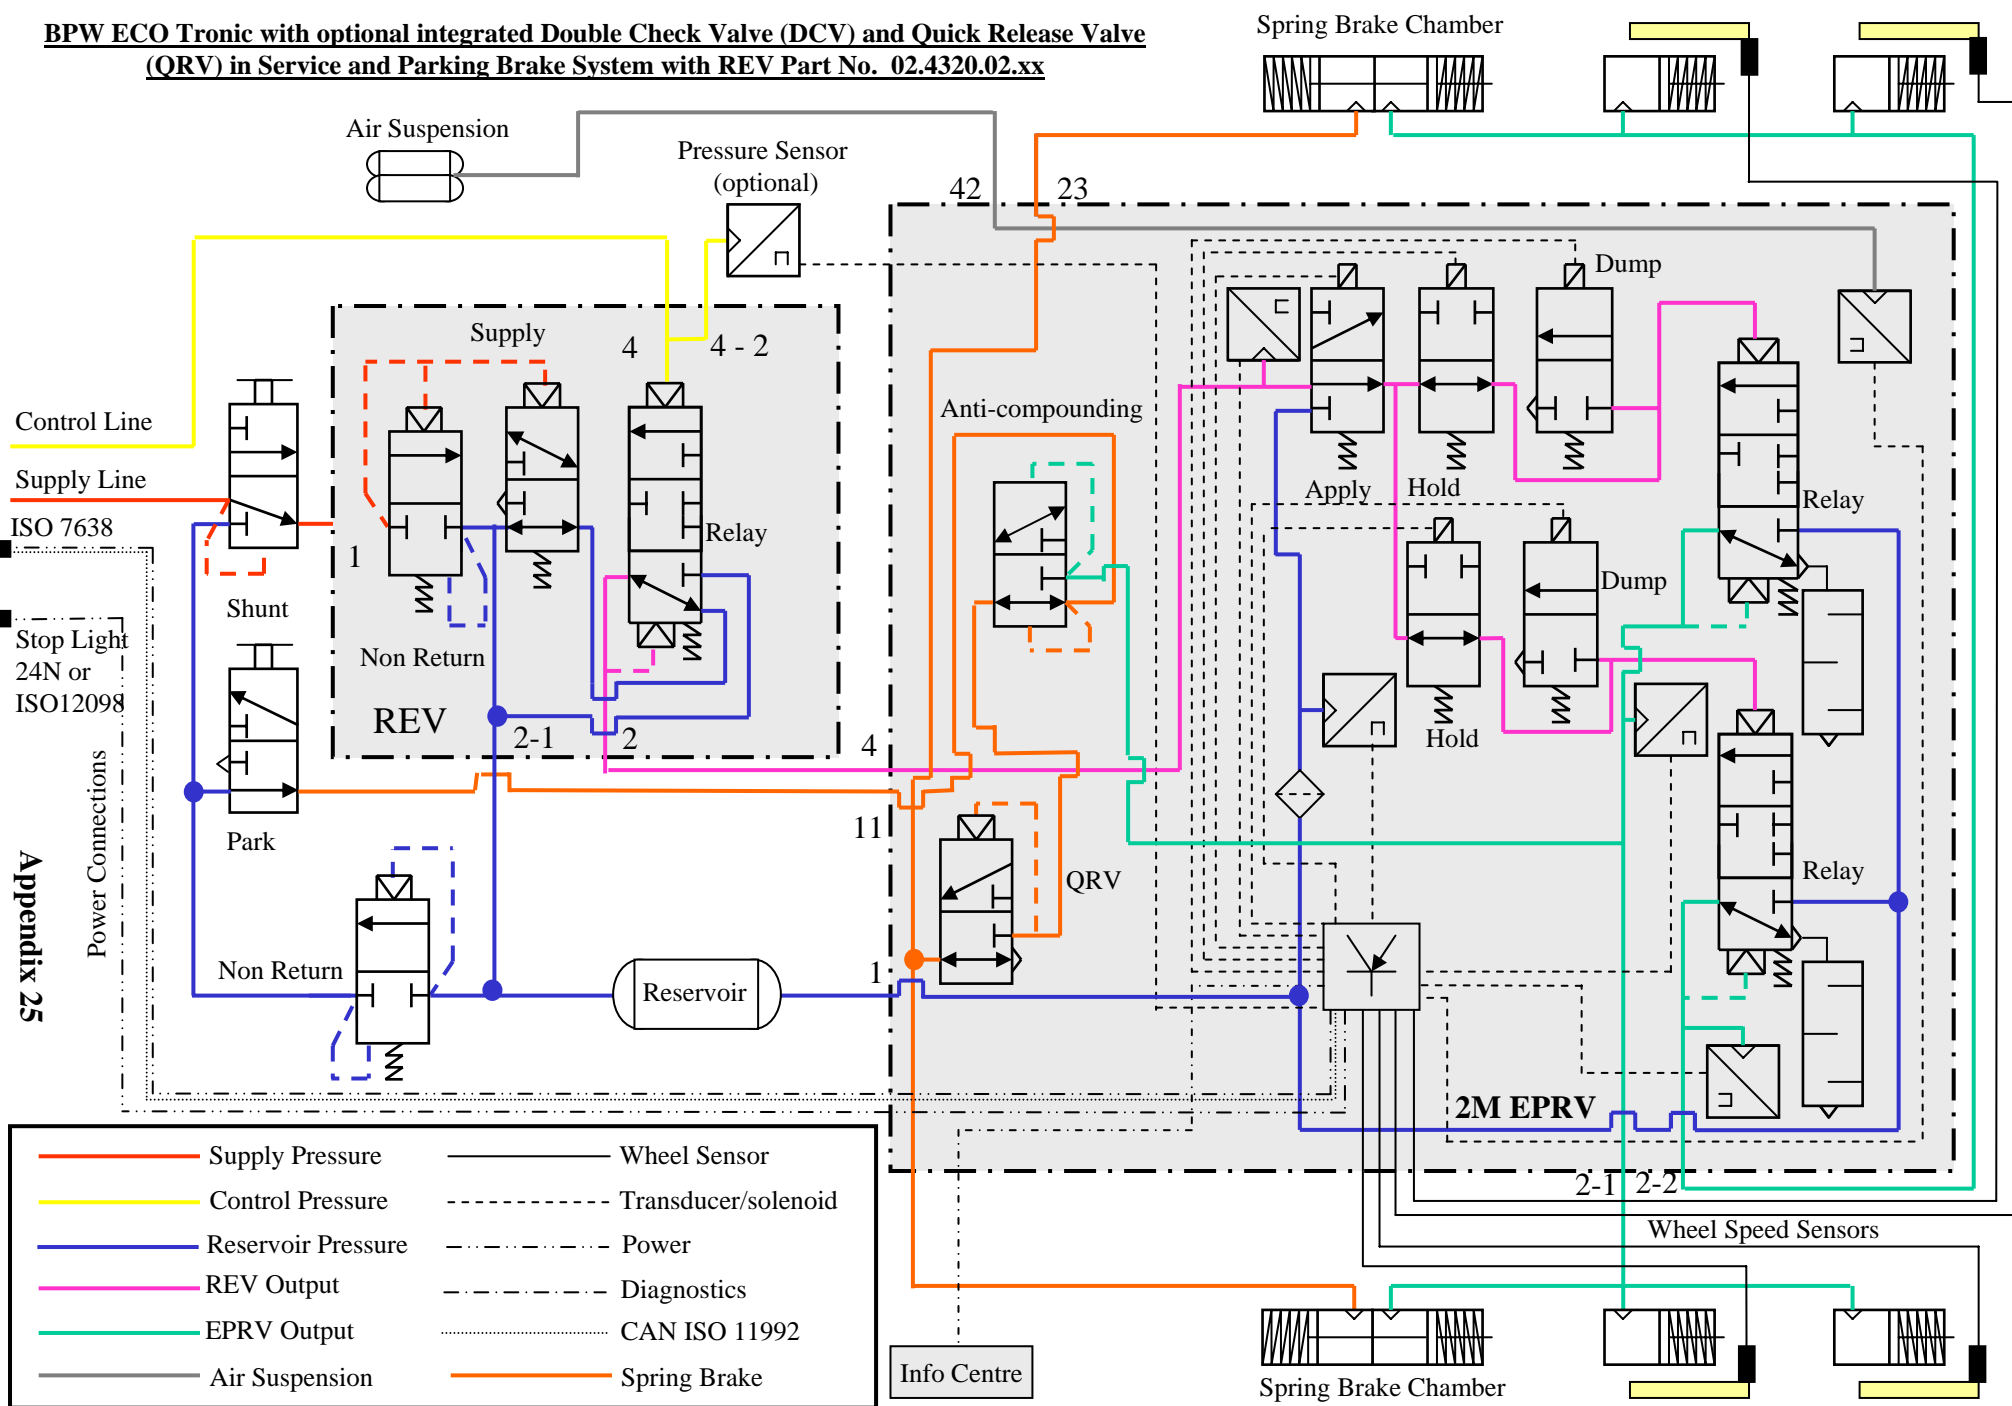 BPW ECO Tronic with optional integrated Double Check Valve (DCV) and Quick Release Valve
(QRV) in Service and Parking Brake System with REV Part No. 02.4320.02.xx
Spring Brake Chamber
Air Suspension
Pressure Sensor
(optional)
42
23
Supply
4
4 - 2
Dump
Control Line
Anti-compounding
Supply Line
Apply
Hold
Relay
ISO 7638
1
Relay
Shunt
Dump
Stop Light
24N or
ISO12098
Non Return
REV
2-1
2
4
Hold
Power Connections
Park
11
Appendix 25
QRV
Relay
Non Return
Reservoir
1
2M EPRV
2-1
2-2
Wheel Speed Sensors
Supply Pressure
Control Pressure
Reservoir Pressure
REV Output
EPRV Output
Air Suspension
Wheel Sensor
Transducer/solenoid
Power
Diagnostics
CAN ISO 11992
Spring Brake
Info Centre
Spring Brake Chamber